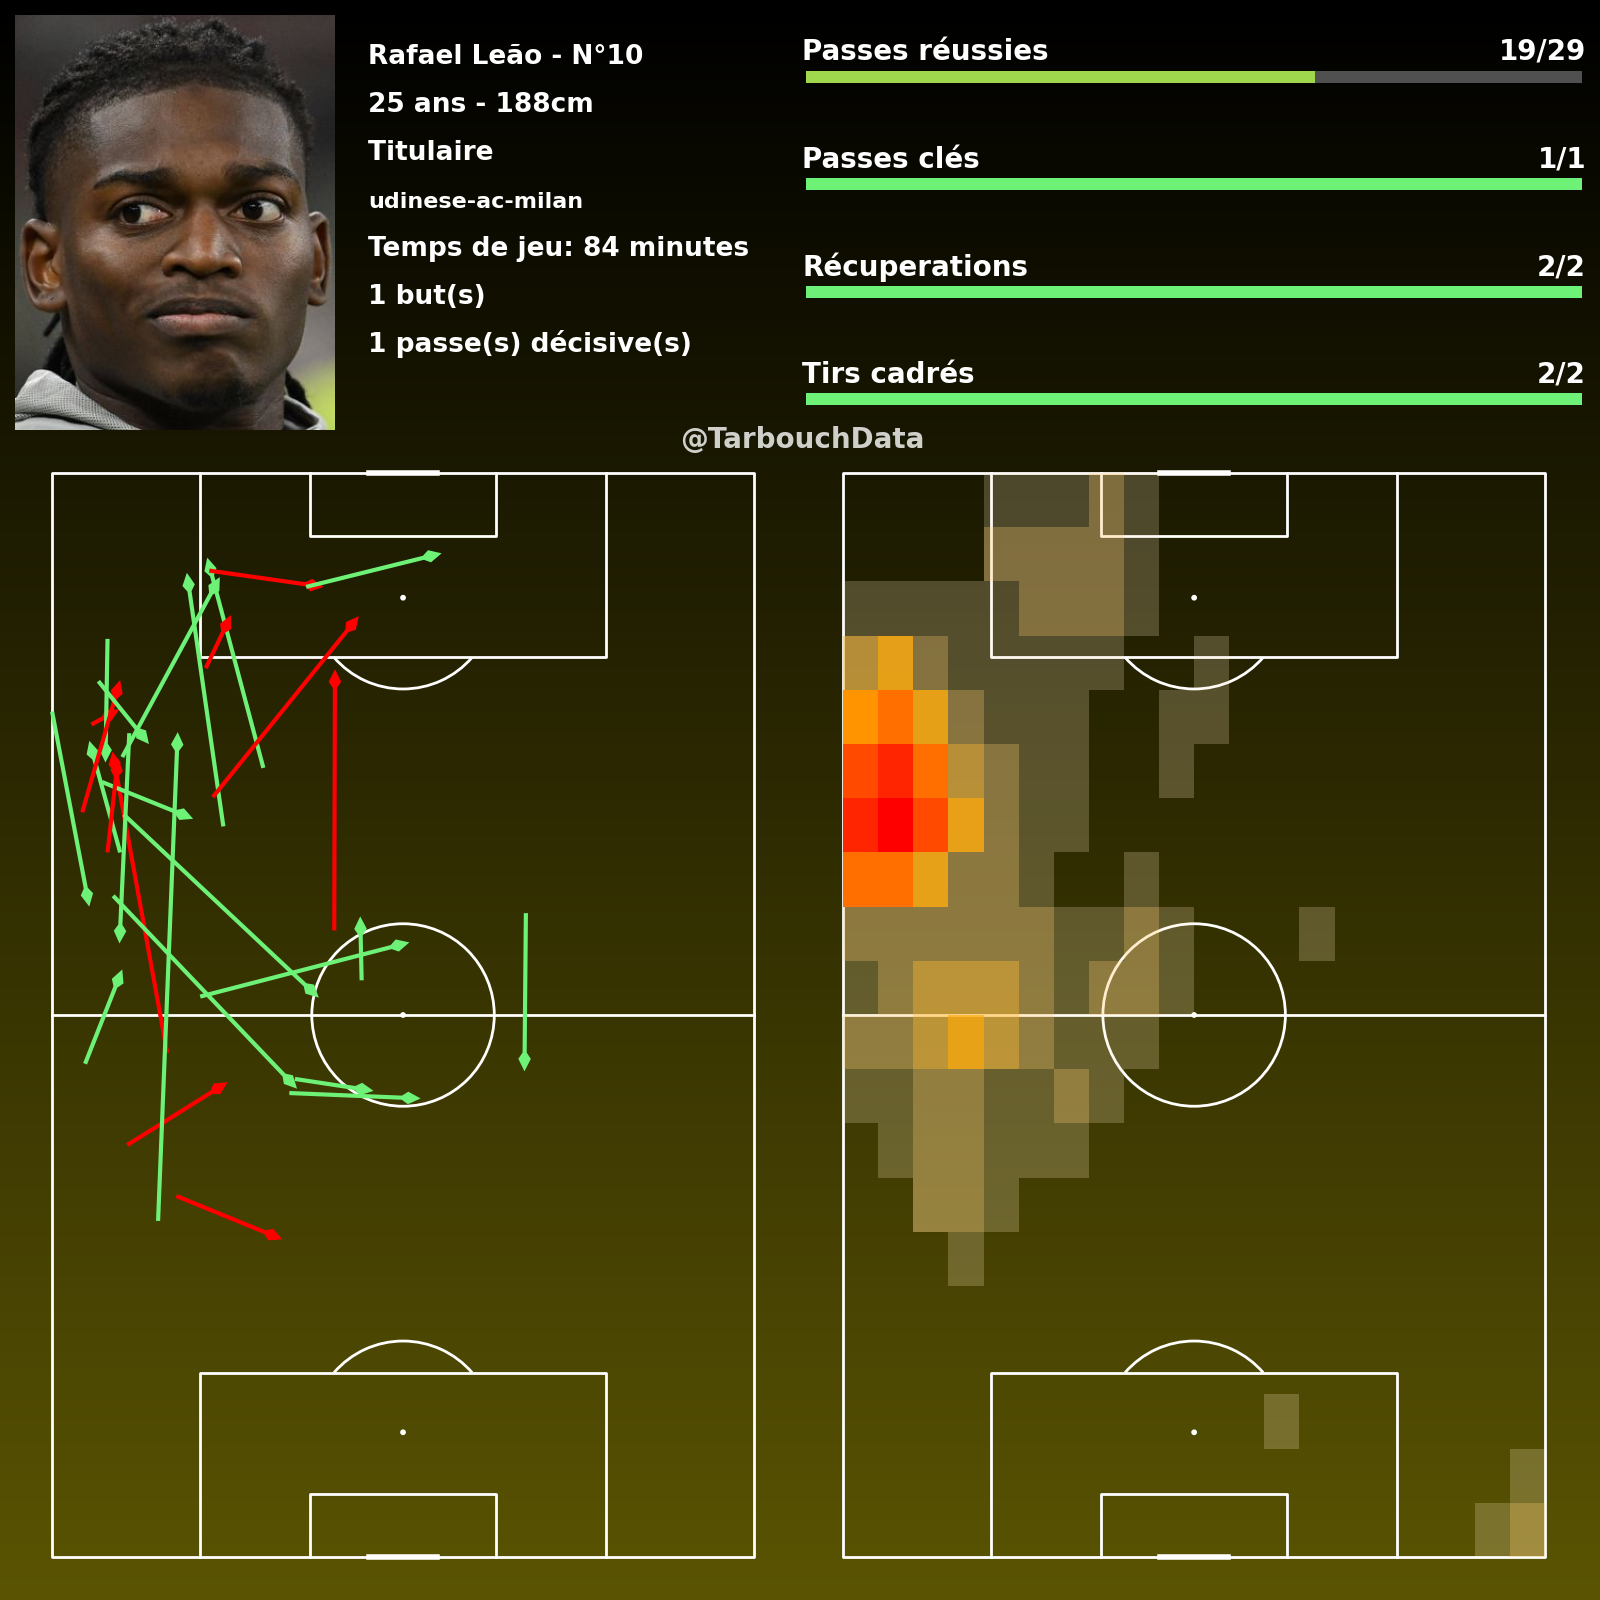 Rafael Leão - N°10
25 ans - 188cm
Titulaire
udinese-ac-milan
Temps de jeu: 84 minutes
1 but(s)
1 passe(s) décisive(s)
Passes réussies 19/29
Passes clés 1/1
Récuperations 2/2
Tirs cadrés 2/2
@TarbouchData